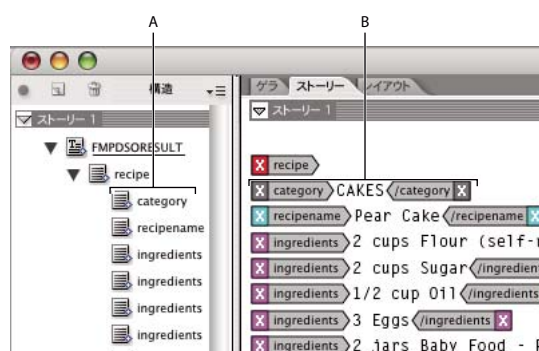 A
B
構造
ストーリー 1
FMPDSORESULT
recipe
category
recipename
ingredients
ingredients
ingredients
ingredients
ゲラ ストーリー レイアウト
ストーリー 1
X recipe
X category CAKES /category X
X recipename Pear Cake /recipename X
X ingredients 2 cups Flour (self-r
X ingredients 2 cups Sugar /ingredien
X ingredients 1/2 cup Oil /ingredients
X ingredients 3 Eggs /ingredients X
X ingredients 2 jars Baby Food - P